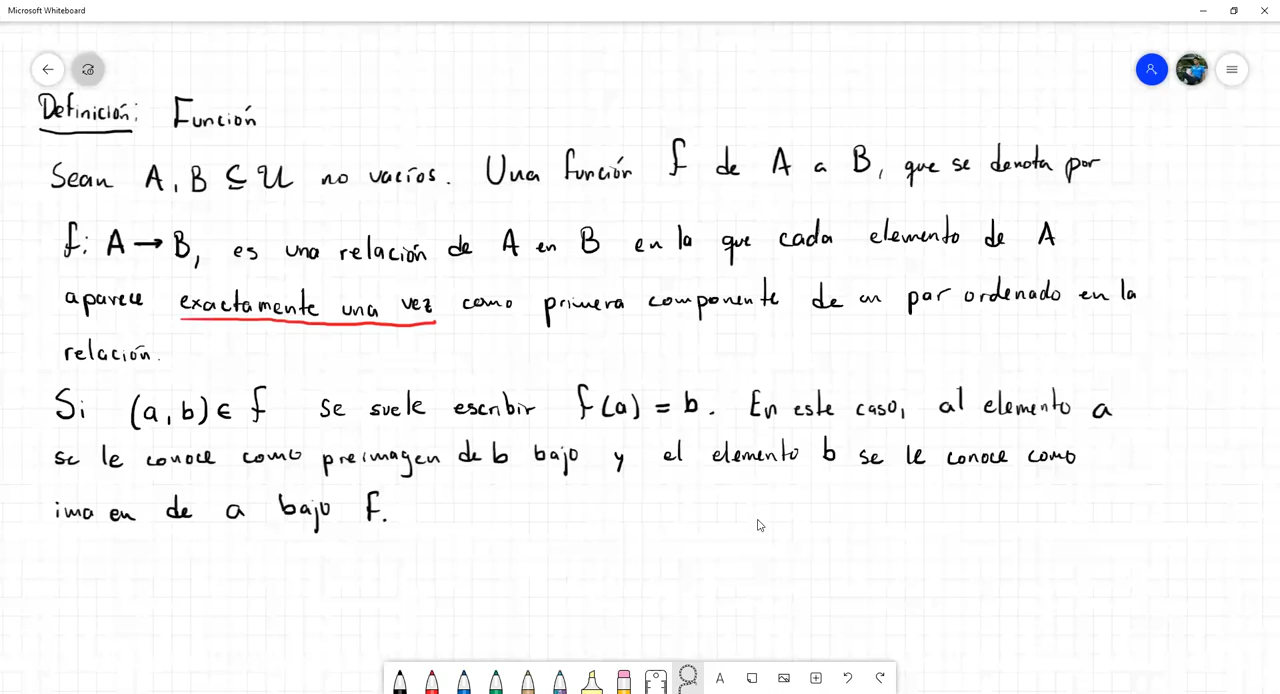 Microsoft Whiteboard
Definición: Función
Sean A, B ⊆ U no vacíos. Una función f de A a B, que se denota por
f: A → B, es una relación de A en B en la que cada elemento de A
aparece exactamente una vez como primera componente de un par ordenado en la
relación.
Si (a, b) ∈ f se suele escribir f(a) = b. En este caso, al elemento a
se le conoce como preimagen de b bajo y el elemento b se le conoce como
ima en de a bajo f.
A